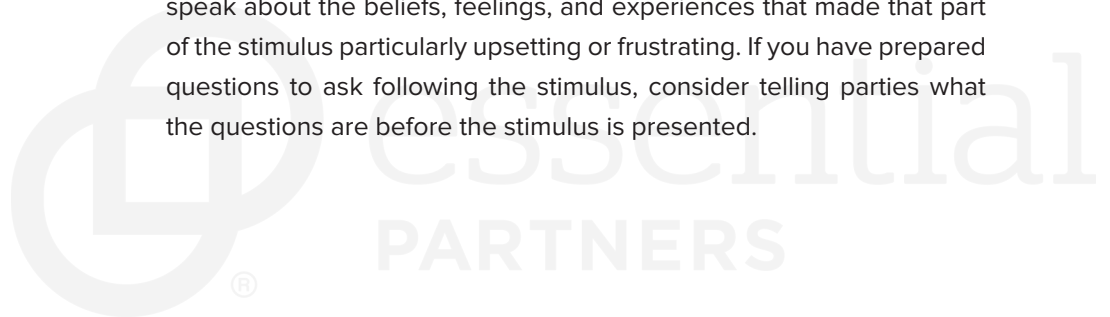 speak about the beliefs, feelings, and experiences that made that part
of the stimulus particularly upsetting or frustrating. If you have prepared
questions to ask following the stimulus, consider telling parties what
the questions are before the stimulus is presented.
essential
PARTNERS
®